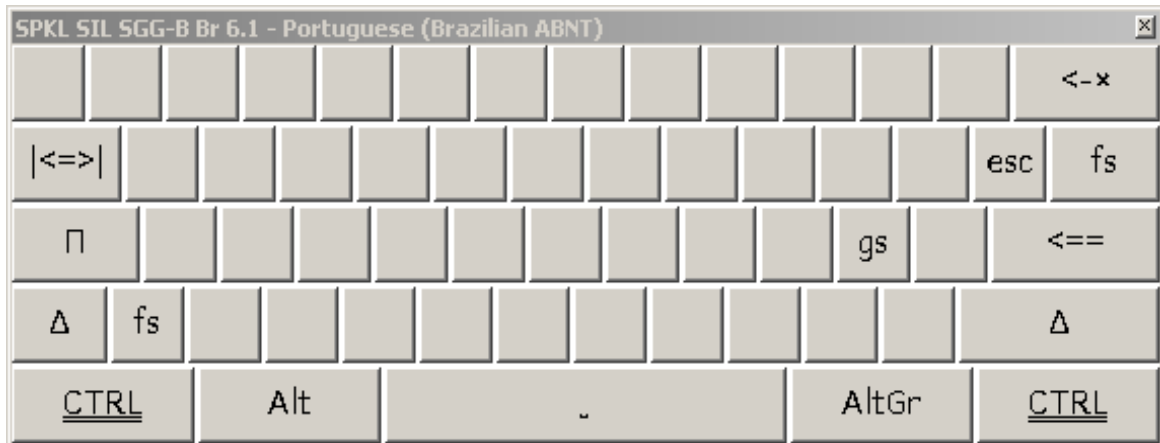 SPKL SIL SGG-B Br 6.1 - Portuguese (Brazilian ABNT)
<-×
|<=>| esc fs
Π gs <==
Δ fs Δ
CTRL Alt ˬ AltGr CTRL